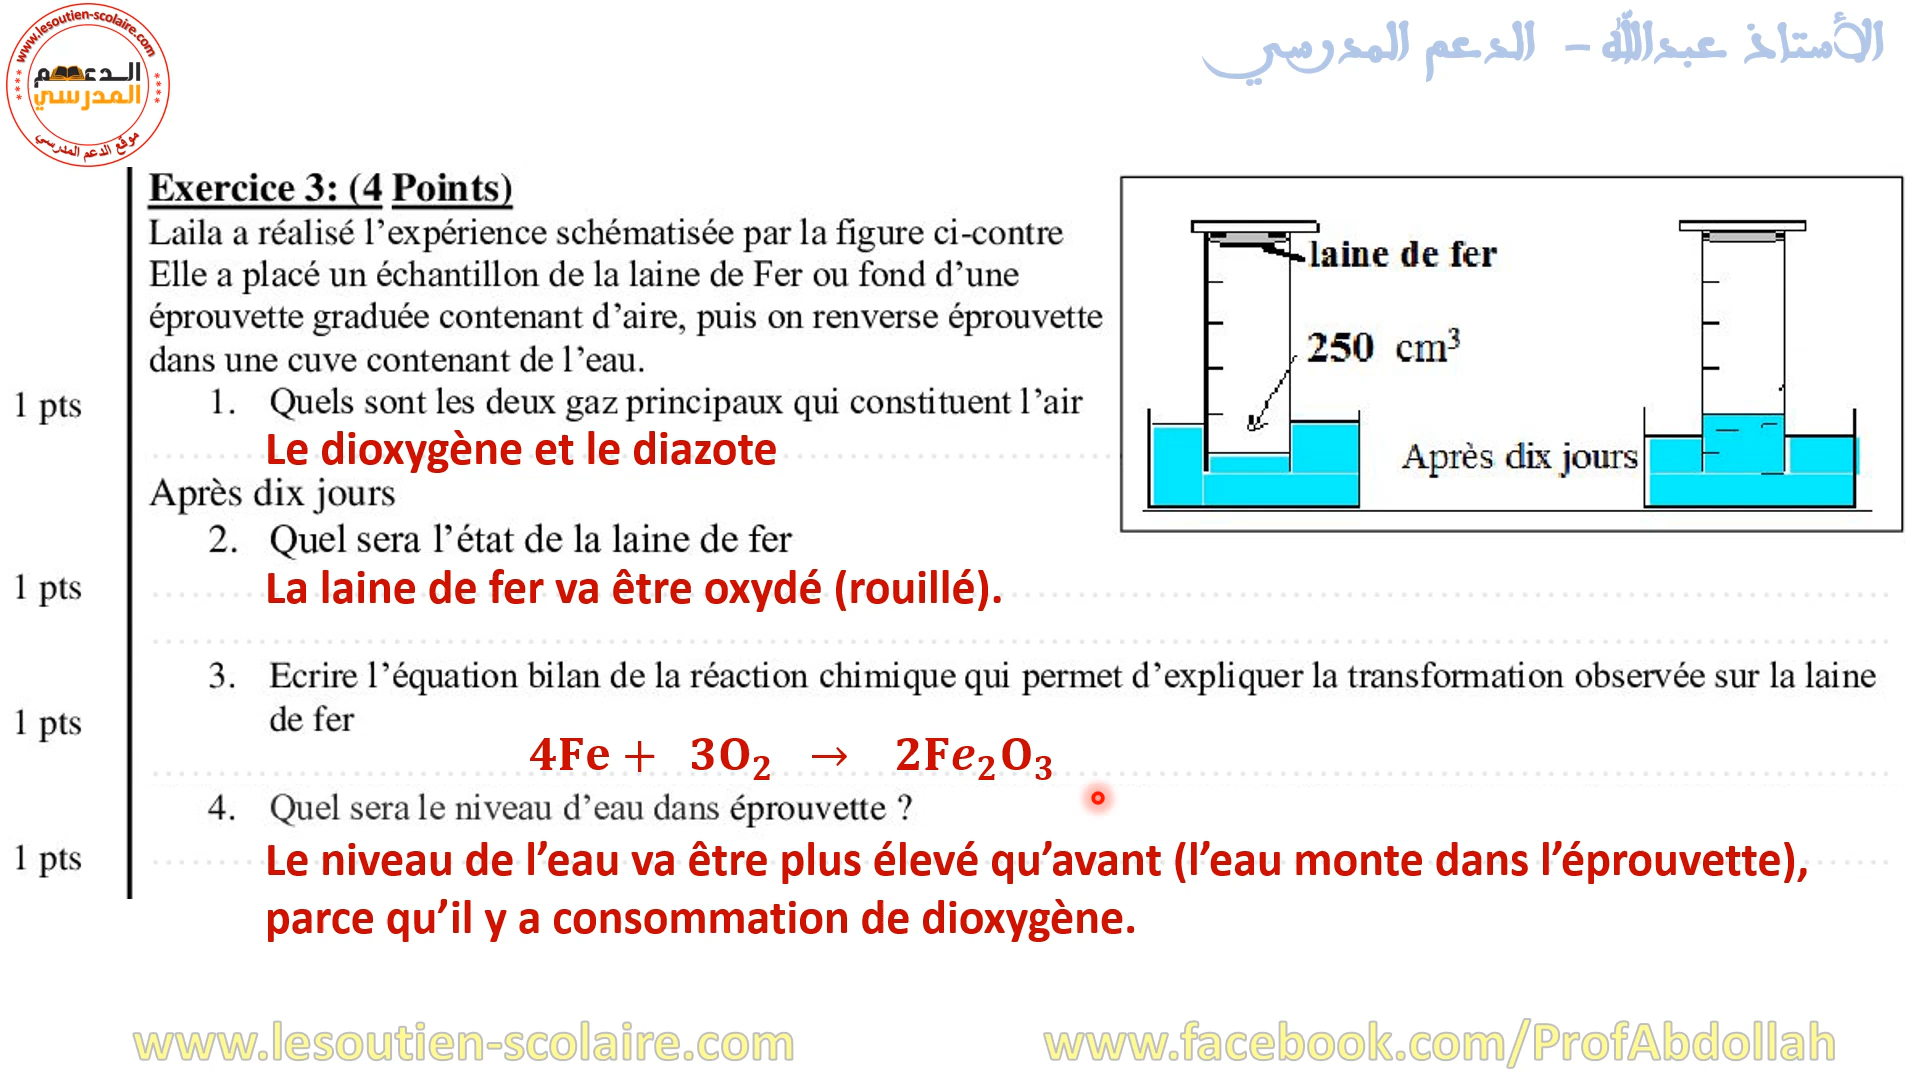 www.lesoutien-scolaire.com
الدعم
المدرسي
موقع الدعم المدرسي
**** ****
الأستاذ عبدالله – الدعم المدرسي
Exercice 3: (4 Points)
Laila a réalisé l’expérience schématisée par la figure ci-contre
Elle a placé un échantillon de la laine de Fer ou fond d’une
éprouvette graduée contenant d’aire, puis on renverse éprouvette
dans une cuve contenant de l’eau.
laine de fer
250 cm³
Après dix jours
1 pts
1. Quels sont les deux gaz principaux qui constituent l’air
Le dioxygène et le diazote
Après dix jours
2. Quel sera l’état de la laine de fer
1 pts
La laine de fer va être oxydé (rouillé).
3. Ecrire l’équation bilan de la réaction chimique qui permet d’expliquer la transformation observée sur la laine
de fer
1 pts
4Fe + 3O₂ → 2Fe₂O₃
4. Quel sera le niveau d’eau dans éprouvette ?
1 pts
Le niveau de l’eau va être plus élevé qu’avant (l’eau monte dans l’éprouvette),
parce qu’il y a consommation de dioxygène.
www.lesoutien-scolaire.com
www.facebook.com/ProfAbdollah